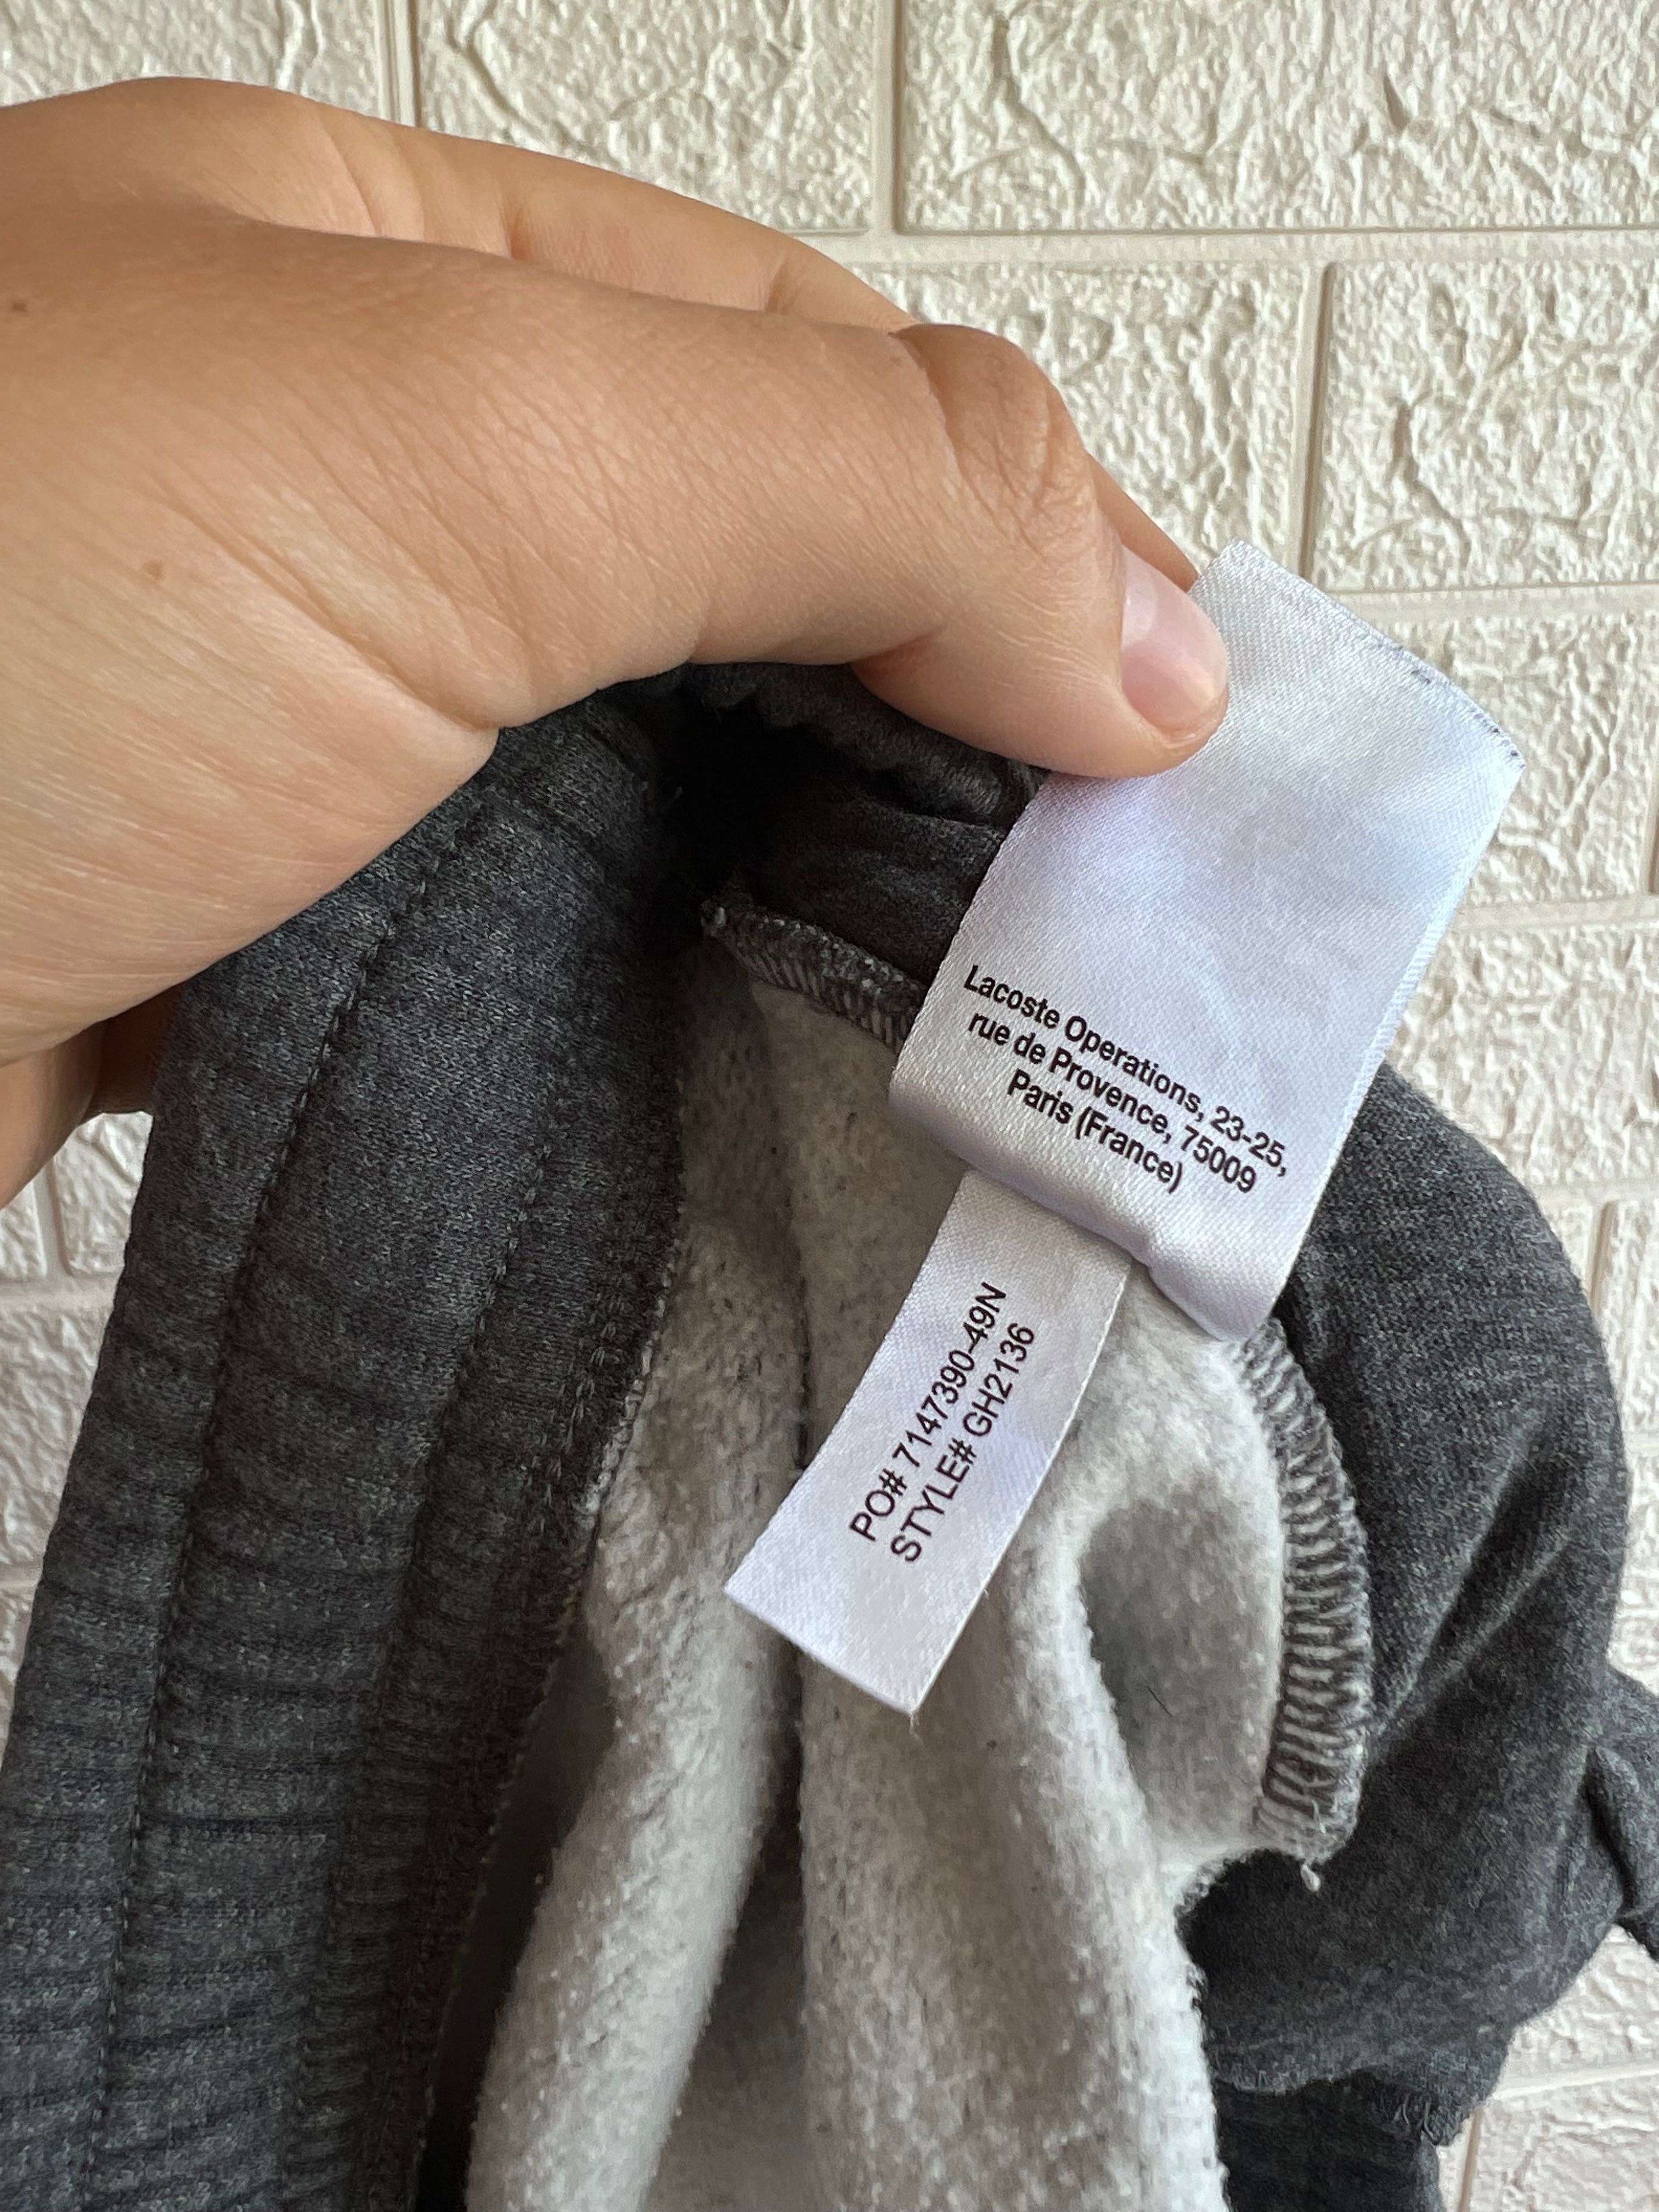 Lacoste Operations, 23-25,
rue de Provence, 75009
Paris (France)
PO# 7147390-49N
STYLE# GH2136